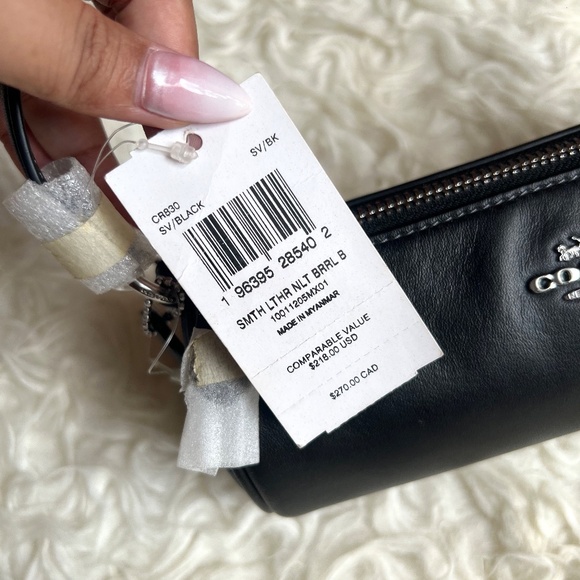 CR830
SV/BLACK
SV/BK
1 96395 28540 2
SMTH LTHR NLT BRRL B
10011205MX01
MADE IN MYANMAR
COMPARABLE VALUE
$218.00 USD
$270.00 CAD